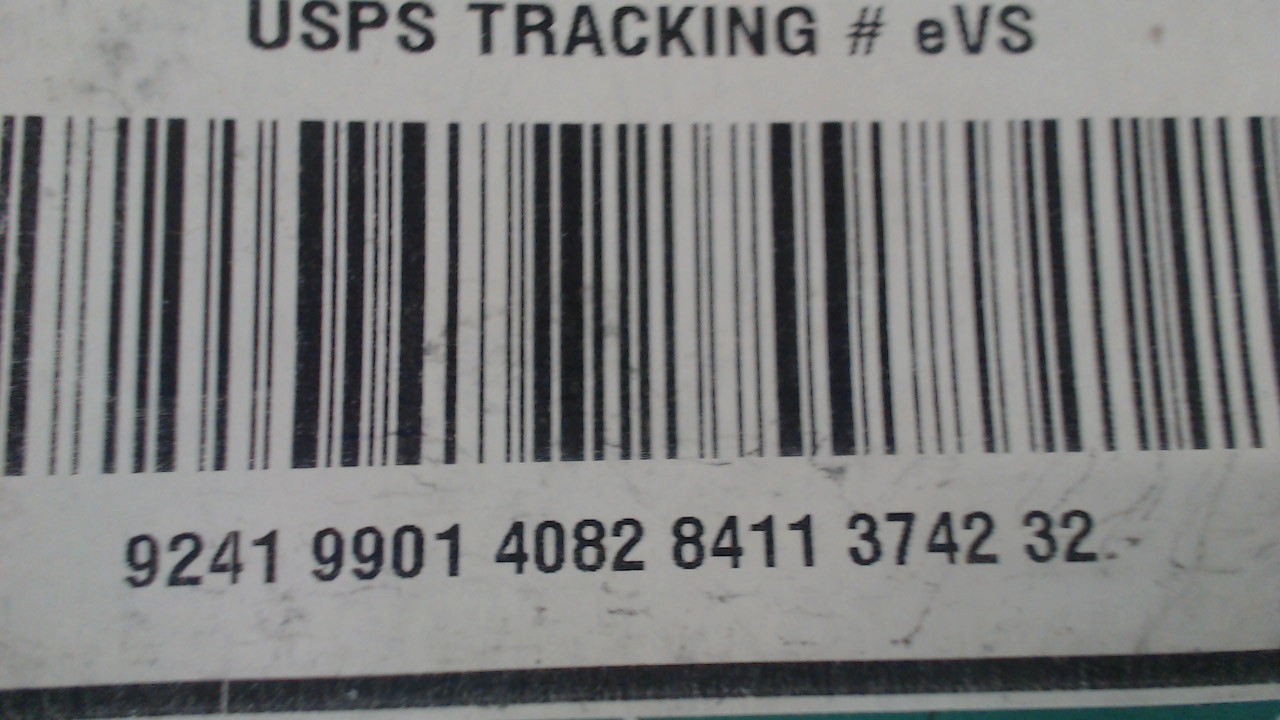 USPS TRACKING # eVS
9241 9901 4082 8411 3742 32